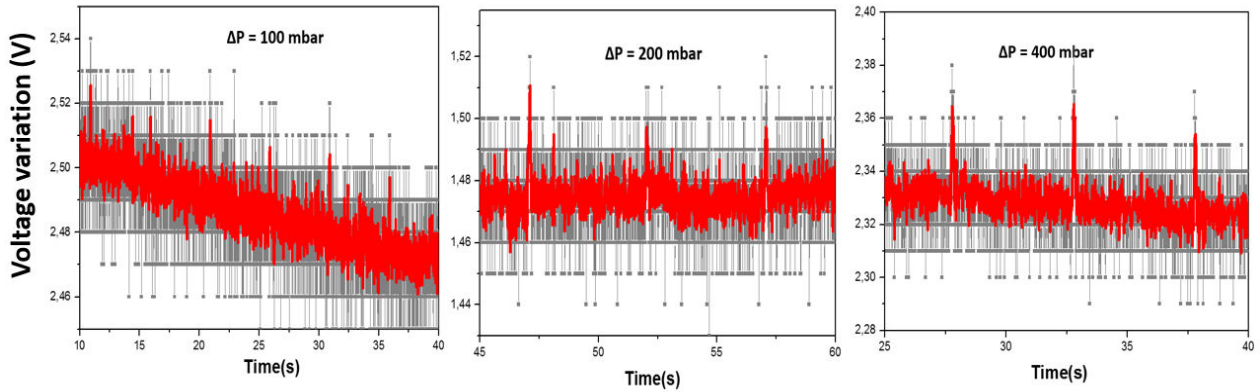 Voltage variation (V)
ΔP = 100 mbar
2,54
2,52
2,50
2,48
2,46
10 15 20 25 30 35 40
Time(s)
ΔP = 200 mbar
1,52
1,50
1,48
1,46
1,44
45 50 55 60
Time(s)
ΔP = 400 mbar
2,40
2,38
2,36
2,34
2,32
2,30
2,28
25 30 35 40
Time(s)